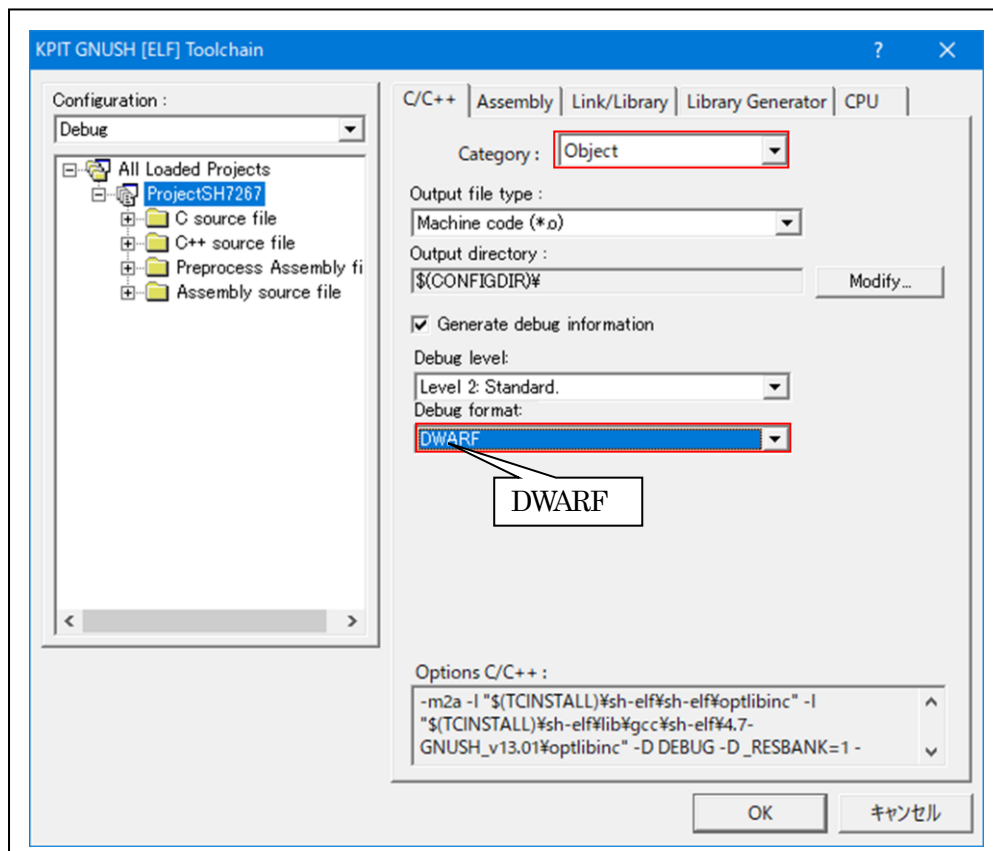 KPIT GNUSH [ELF] Toolchain
Configuration :
Debug
All Loaded Projects
ProjectSH7267
C source file
C++ source file
Preprocess Assembly fi
Assembly source file
C/C++ Assembly Link/Library Library Generator CPU
Category : Object
Output file type :
Machine code (*.o)
Output directory :
$(CONFIGDIR)¥
Modify...
Generate debug information
Debug level:
Level 2: Standard.
Debug format:
DWARF
DWARF
Options C/C++ :
-m2a -I "$(TCINSTALL)¥sh-elf¥sh-elf¥optlibinc" -I
"$(TCINSTALL)¥sh-elf¥lib¥gcc¥sh-elf¥4.7-
GNUSH_v13.01¥optlibinc" -D DEBUG -D _RESBANK=1 -
OK キャンセル